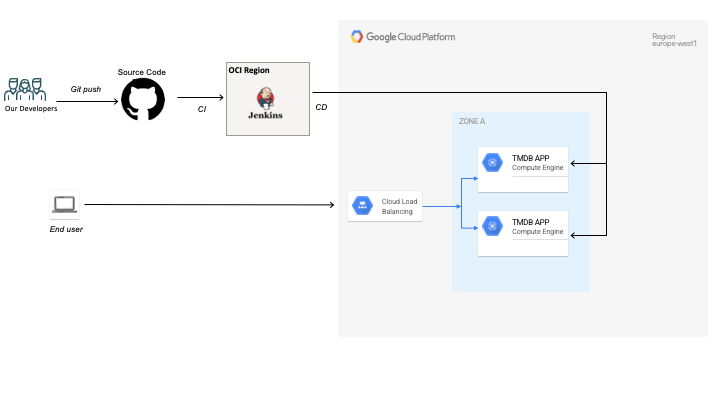 Google Cloud Platform
Region
europe-west1
Source Code
OCI Region
Git push
Our Developers
CI
Jenkins
CD
ZONE A
TMDB APP
Compute Engine
Cloud Load
Balancing
TMDB APP
Compute Engine
End user